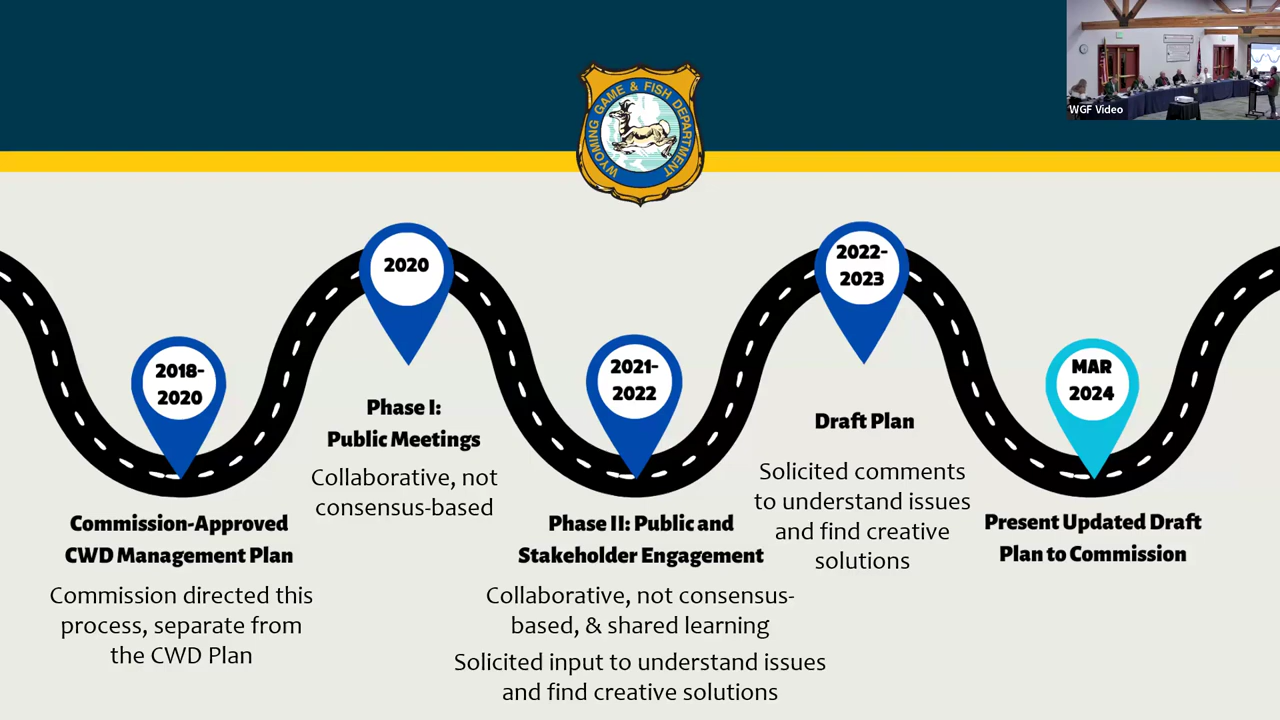 WGF Video
WYOMING GAME & FISH DEPARTMENT
2018-
2020
Commission-Approved
CWD Management Plan
Commission directed this
process, separate from
the CWD Plan
2020
Phase I:
Public Meetings
Collaborative, not
consensus-based
2021-
2022
Phase II: Public and
Stakeholder Engagement
Collaborative, not consensus-
based, & shared learning
Solicited input to understand issues
and find creative solutions
2022-
2023
Draft Plan
Solicited comments
to understand issues
and find creative
solutions
MAR
2024
Present Updated Draft
Plan to Commission